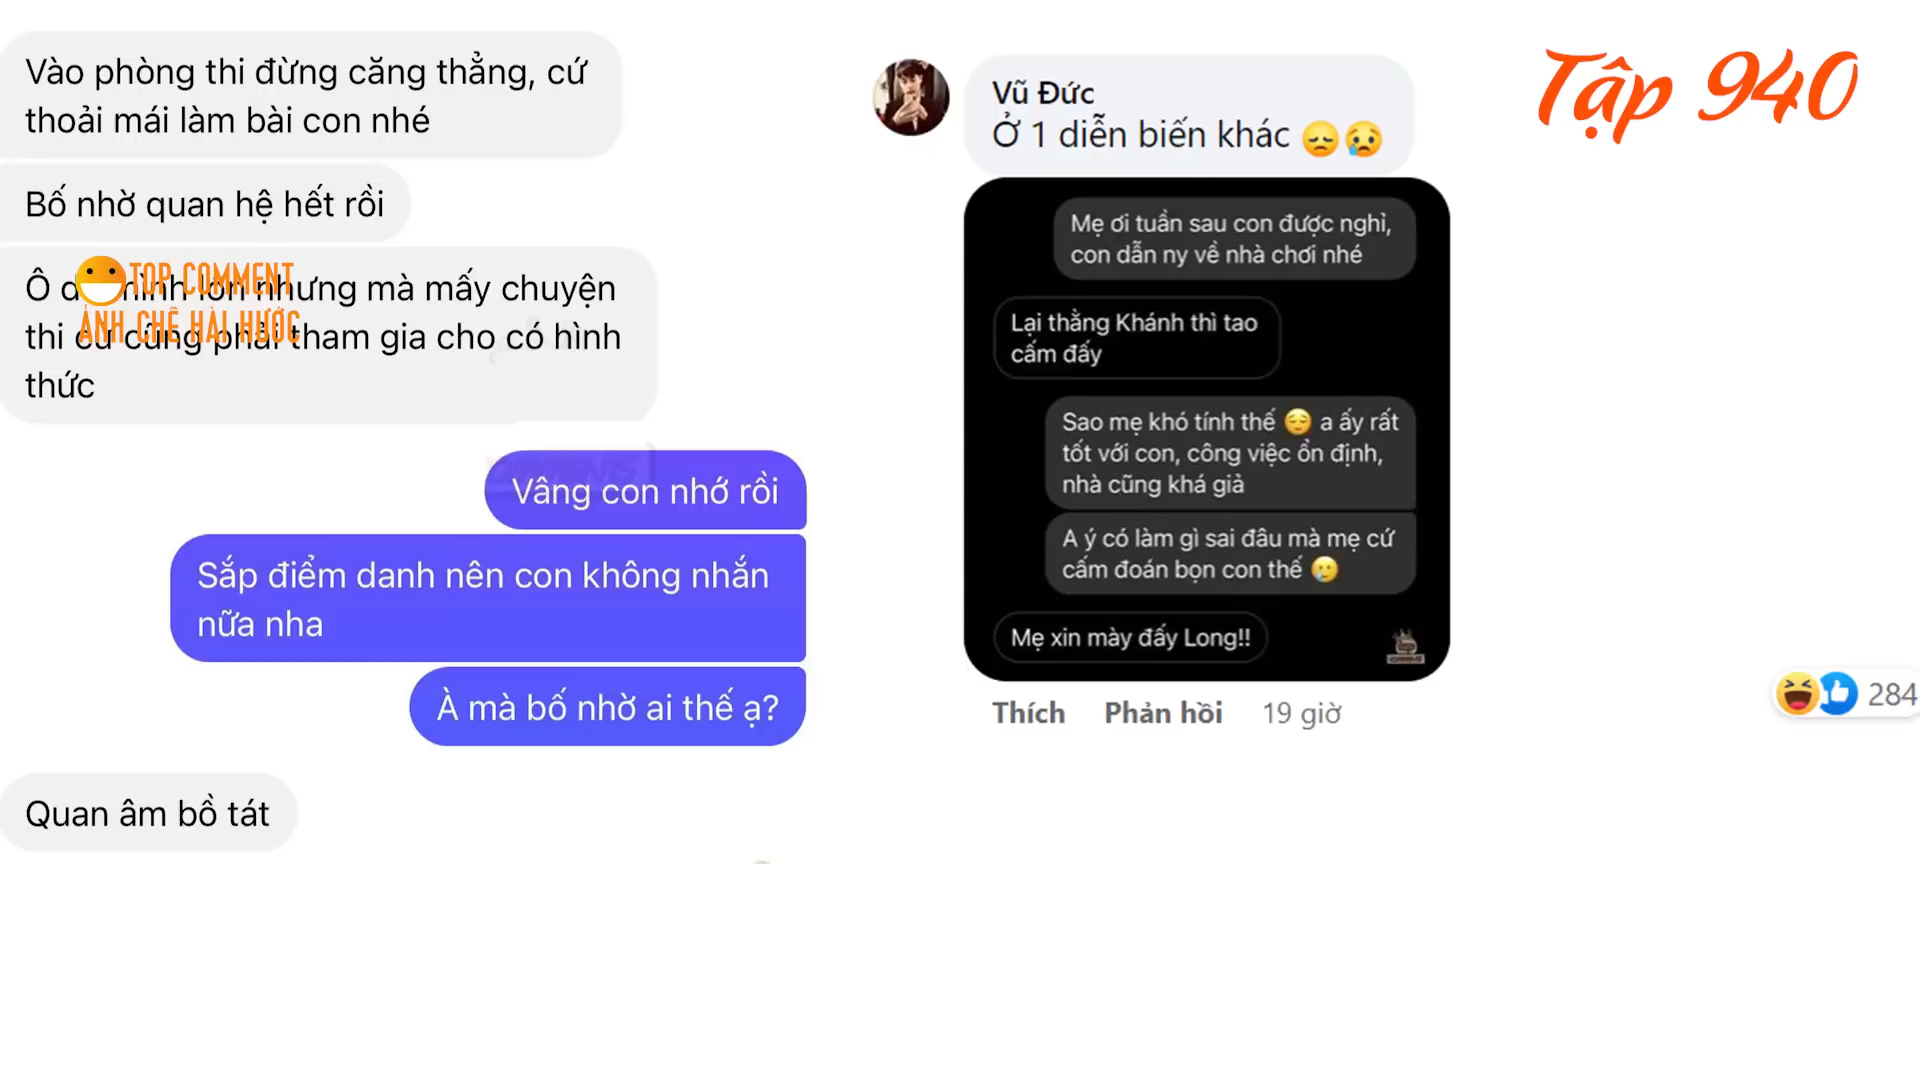 Vào phòng thi đừng căng thẳng, cứ
thoải mái làm bài con nhé
Bố nhờ quan hệ hết rồi
Ô d mình lớn nhưng mà mấy chuyện
thi cử cũng phải tham gia cho có hình
thức
TOP COMMENT
ẢNH CHẾ HÀI HƯỚC
Vâng con nhớ rồi
Sắp điểm danh nên con không nhắn
nữa nha
À mà bố nhờ ai thế ạ?
Quan âm bồ tát
Vũ Đức
Ở 1 diễn biến khác 😞😢
Mẹ ơi tuần sau con được nghỉ,
con dẫn ny về nhà chơi nhé
Lại thằng Khánh thì tao
cấm đấy
Sao mẹ khó tính thế 😌 a ấy rất
tốt với con, công việc ổn định,
nhà cũng khá giả
A ý có làm gì sai đâu mà mẹ cứ
cấm đoán bọn con thế 🥲
Mẹ xin mày đấy Long!!
Thích Phản hồi 19 giờ
Tập 940
284